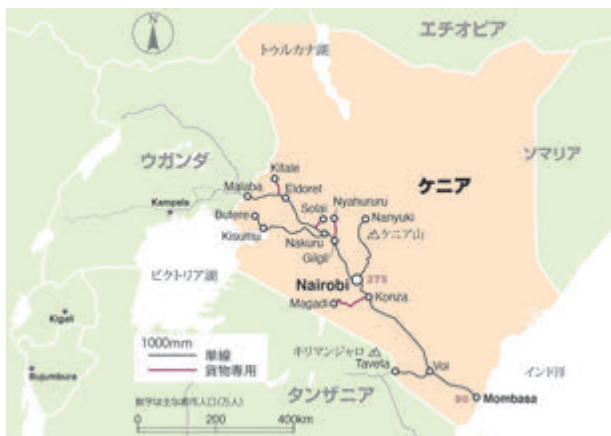 N
エチオピア
トゥルカナ湖
ソマリア
ウガンダ
ケニア
Kitale
Malaba
Eldoret
Kampala
Butere
Solai
Nyahururu
Nanyuki
Kisumu
Nakuru
ケニア山
Gilgil
ビクトリア湖
Nairobi
275
Magadi
Konza
Kigali
1000mm
単線
貨物専用
キリマンジャロ
Taveta
Voi
インド洋
Bujumbura
タンザニア
90
Mombasa
数字は主な都市人口(万人)
0 200 400km